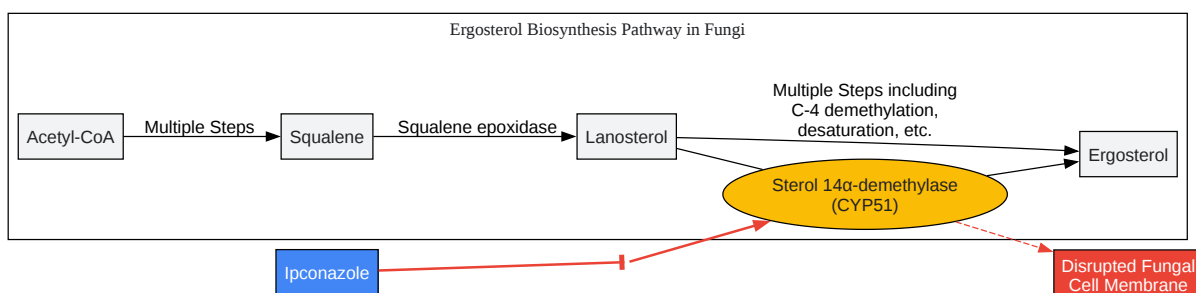 Ergosterol Biosynthesis Pathway in Fungi
Acetyl-CoA
Multiple Steps
Squalene
Squalene epoxidase
Lanosterol
Multiple Steps including
C-4 demethylation,
desaturation, etc.
Ergosterol
Sterol 14α-demethylase
(CYP51)
Ipconazole
Disrupted Fungal
Cell Membrane